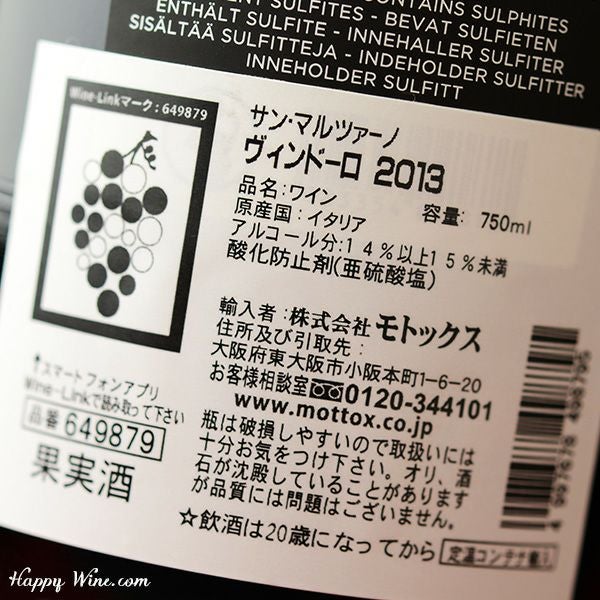 CONTAINS SULPHITES
SULFITES - BEVAT SULFIETEN
ENTHÄLT SULFITE - INNEHALLER SULFITER
SISÄLTÄÄ SULFITTEJA - INDEHOLDER SULFITTER
INNEHOLDER SULFITT
Wine-Linkマーク:649879
サン・マルツァーノ
ヴィンドーロ 2013
品名:ワイン 容量: 750ml
原産国:イタリア
アルコール分:14%以上15%未満
酸化防止剤(亜硫酸塩)
輸入者:株式会社 モトックス
住所及び引取先:
大阪府東大阪市小阪本町1-6-20
お客様相談室 0120-344101
www.mottox.co.jp
↑スマートフォンアプリ
Wine-Linkで読み取って下さい
品番 649879
果実酒
瓶は破損しやすいので取扱いには
十分お気をつけ下さい。オリ、酒
石が沈殿していることがあります
が品質には問題はございません。
☆飲酒は20歳になってから
定温コンテナ輸入
Happy Wine.com